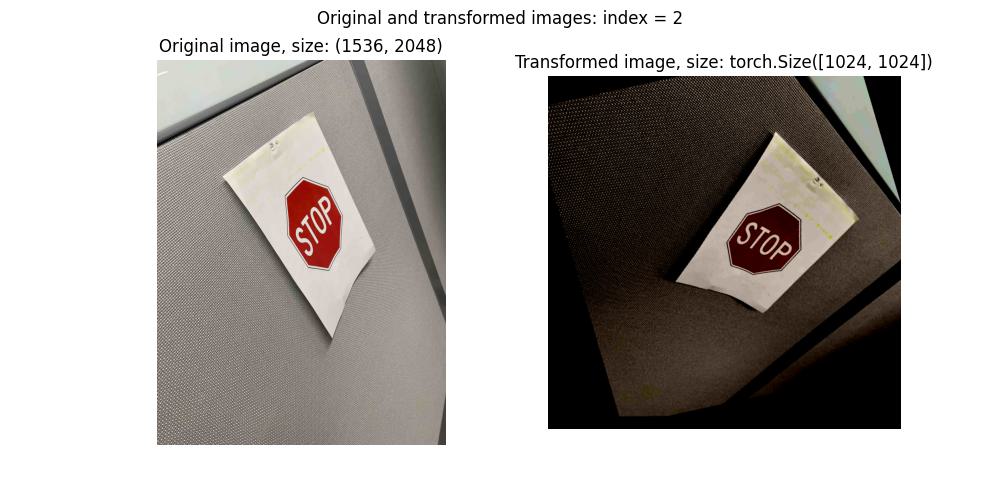 Original and transformed images: index = 2
Original image, size: (1536, 2048)
Transformed image, size: torch.Size([1024, 1024])
STOP
STOP